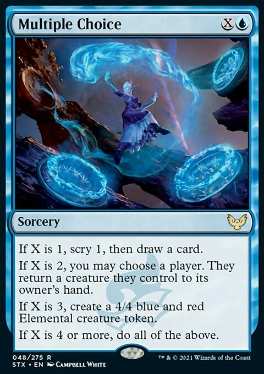 Multiple Choice X
Sorcery
If X is 1, scry 1, then draw a card.
If X is 2, you may choose a player. They
return a creature they control to its
owner's hand.
If X is 3, create a 4/4 blue and red
Elemental creature token.
If X is 4 or more, do all of the above.
048/275 R
STX • EN Campbell White
™ & © 2021 Wizards of the Coast